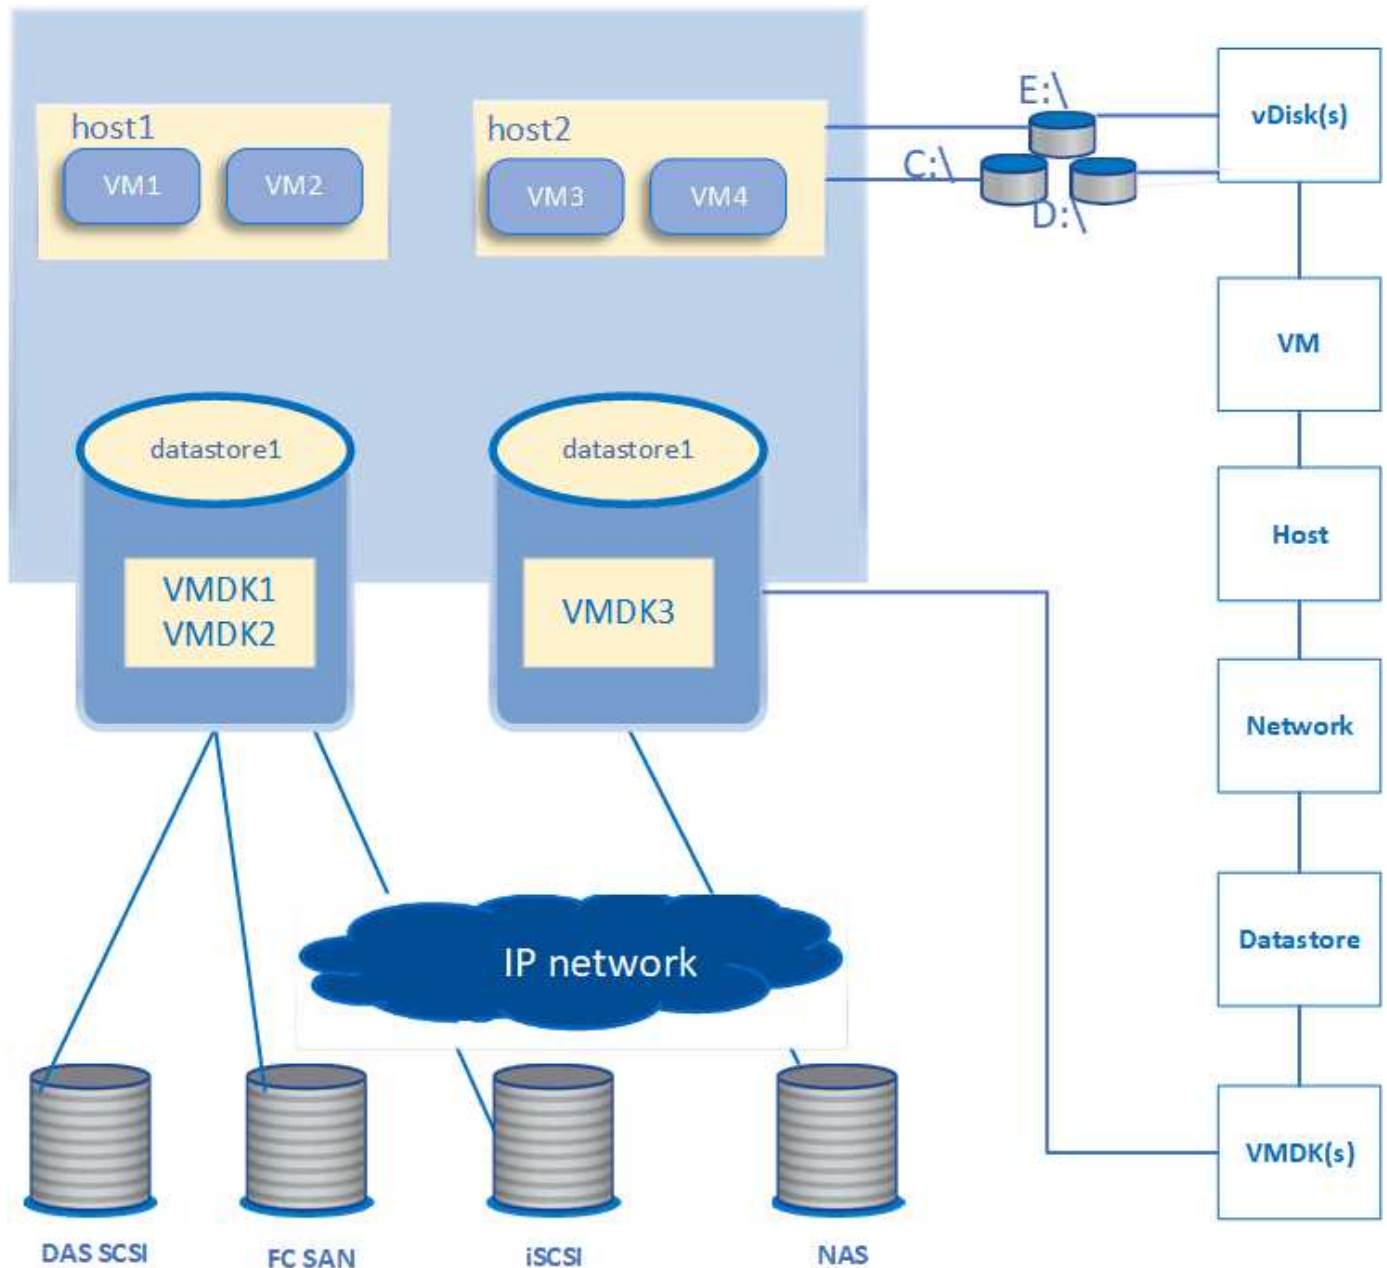 host1
VM1
VM2
host2
VM3
VM4
E:\
C:\
D:\
vDisk(s)
VM
Host
Network
Datastore
VMDK(s)
datastore1
VMDK1
VMDK2
datastore1
VMDK3
IP network
DAS SCSI
FC SAN
iSCSI
NAS